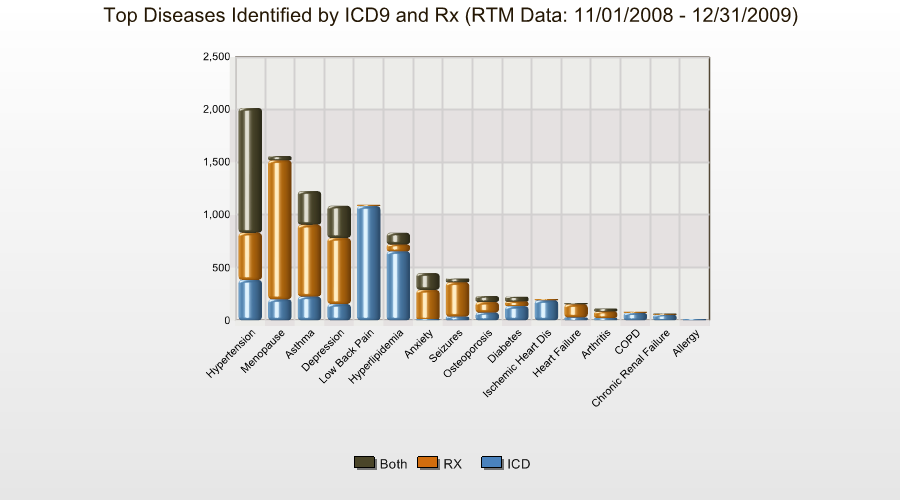 Top Diseases Identified by ICD9 and Rx (RTM Data: 11/01/2008 - 12/31/2009)
2,500
2,000
1,500
1,000
500
0
Hypertension
Menopause
Asthma
Depression
Low Back Pain
Hyperlipidemia
Anxiety
Seizures
Osteoporosis
Diabetes
Ischemic Heart Dis
Heart Failure
Arthritis
COPD
Chronic Renal Failure
Allergy
Both RX ICD